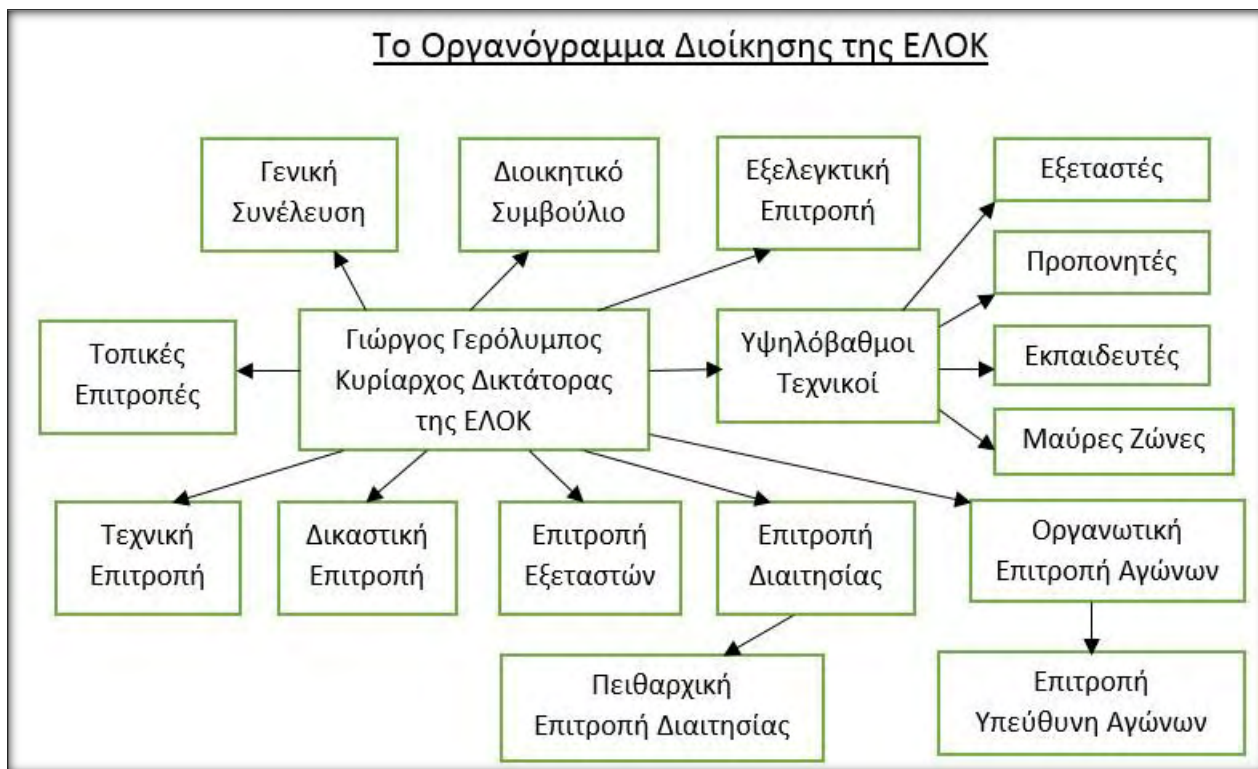 Το Οργανόγραμμα Διοίκησης της ΕΛΟΚ
Γενική
Συνέλευση
Διοικητικό
Συμβούλιο
Εξελεγκτική
Επιτροπή
Εξεταστές
Προπονητές
Τοπικές
Επιτροπές
Γιώργος Γερόλυμπος
Κυρίαρχος Δικτάτορας
της ΕΛΟΚ
Υψηλόβαθμοι
Τεχνικοί
Εκπαιδευτές
Μαύρες Ζώνες
Τεχνική
Επιτροπή
Δικαστική
Επιτροπή
Επιτροπή
Εξεταστών
Επιτροπή
Διαιτησίας
Οργανωτική
Επιτροπή Αγώνων
Πειθαρχική
Επιτροπή Διαιτησίας
Επιτροπή
Υπεύθυνη Αγώνων